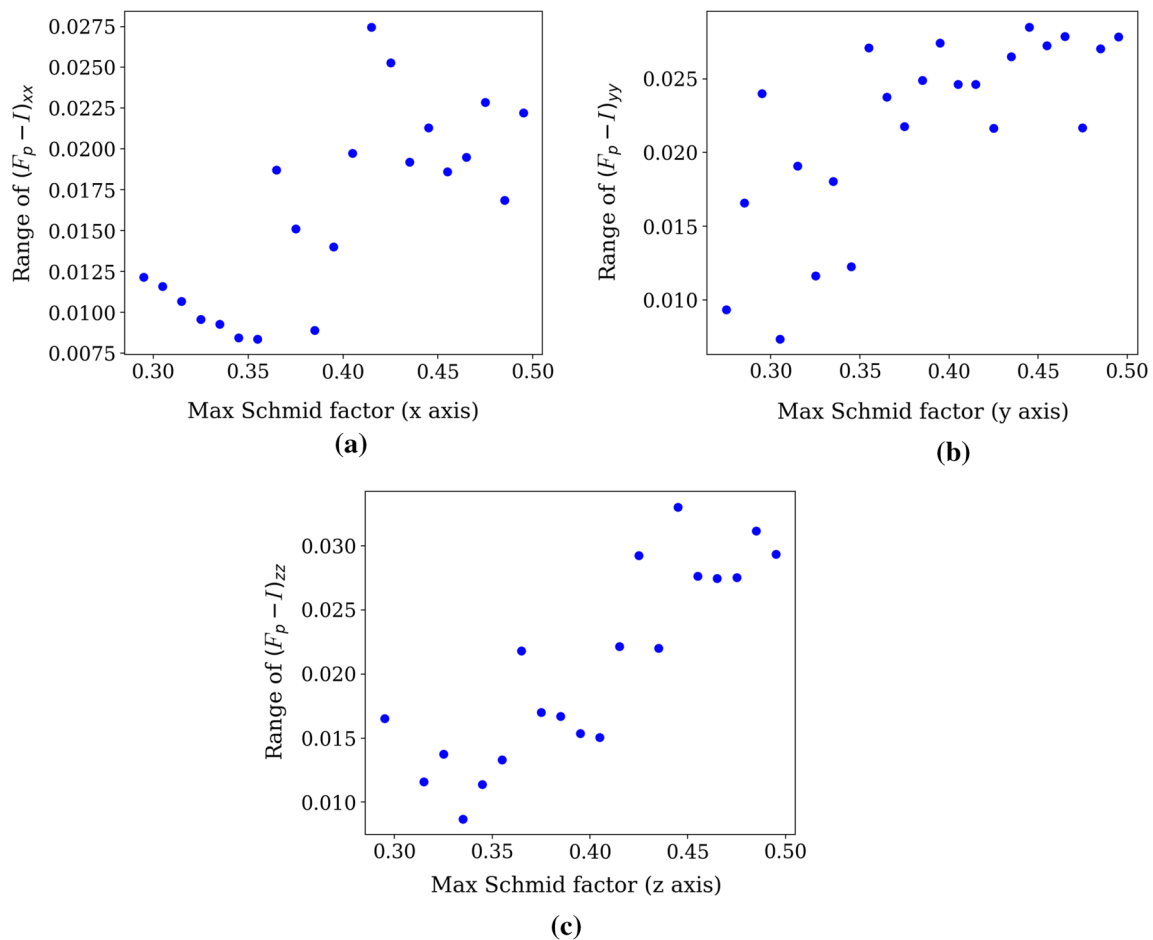 0.0275
0.0250
0.0225
0.0200
0.0175
0.0150
0.0125
0.0100
0.0075
Range of (Fₚ − I)ₓₓ
0.30 0.35 0.40 0.45 0.50
Max Schmid factor (x axis)
(a)
0.025
0.020
0.015
0.010
Range of (F_p − I)_yy
0.30 0.35 0.40 0.45 0.50
Max Schmid factor (y axis)
(b)
0.030
0.025
0.020
0.015
0.010
Range of (F_p − I)_zz
0.30 0.35 0.40 0.45 0.50
Max Schmid factor (z axis)
(c)